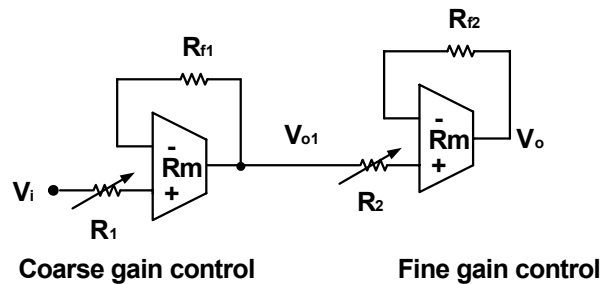 Rf1
Rf2
-
Rm
+
Vo1
-
Rm
+
Vo
Vi
R1
R2
Coarse gain control
Fine gain control